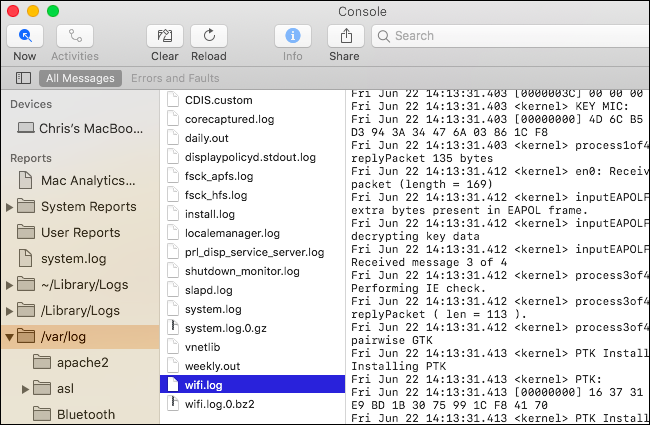 Console
Now
Activities
Clear
Reload
Info
Share
Search
All Messages
Errors and Faults
Devices
Chris's MacBoo...
Reports
Mac Analytics...
System Reports
User Reports
system.log
~/Library/Logs
/Library/Logs
/var/log
apache2
asl
Bluetooth
CDIS.custom
corecaptured.log
daily.out
displaypolicyd.stdout.log
fsck_apfs.log
fsck_hfs.log
install.log
localemanager.log
prl_disp_service_server.log
shutdown_monitor.log
slapd.log
system.log
system.log.0.gz
vnetlib
weekly.out
wifi.log
wifi.log.0.bz2
Fri Jun 22 14:13:31.403 [0000003C] 00 00 00
Fri Jun 22 14:13:31.403 <kernel> KEY MIC:
Fri Jun 22 14:13:31.403 [00000000] 4D 6C B5
D3 94 3A 34 47 6A 03 86 1C F8
Fri Jun 22 14:13:31.403 <kernel> process1of4
replyPacket 135 bytes
Fri Jun 22 14:13:31.412 <kernel> en0: Receiv
packet (length = 169)
Fri Jun 22 14:13:31.412 <kernel> inputEAPOLF
extra bytes present in EAPOL frame.
Fri Jun 22 14:13:31.412 <kernel> inputEAPOLF
decrypting key data
Fri Jun 22 14:13:31.412 <kernel> inputEAPOLF
Received message 3 of 4
Fri Jun 22 14:13:31.412 <kernel> process3of4
Performing IE check.
Fri Jun 22 14:13:31.412 <kernel> process3of4
replyPacket ( len = 113 ).
Fri Jun 22 14:13:31.412 <kernel> process3of4
pairwise GTK
Fri Jun 22 14:13:31.413 <kernel> PTK Install
Installing PTK
Fri Jun 22 14:13:31.413 <kernel> PTK:
Fri Jun 22 14:13:31.413 [00000000] 16 37 31
E9 BD 1B 30 75 99 1C F8 41 70
Fri Jun 22 14:13:31.413 <kernel> PTK Install